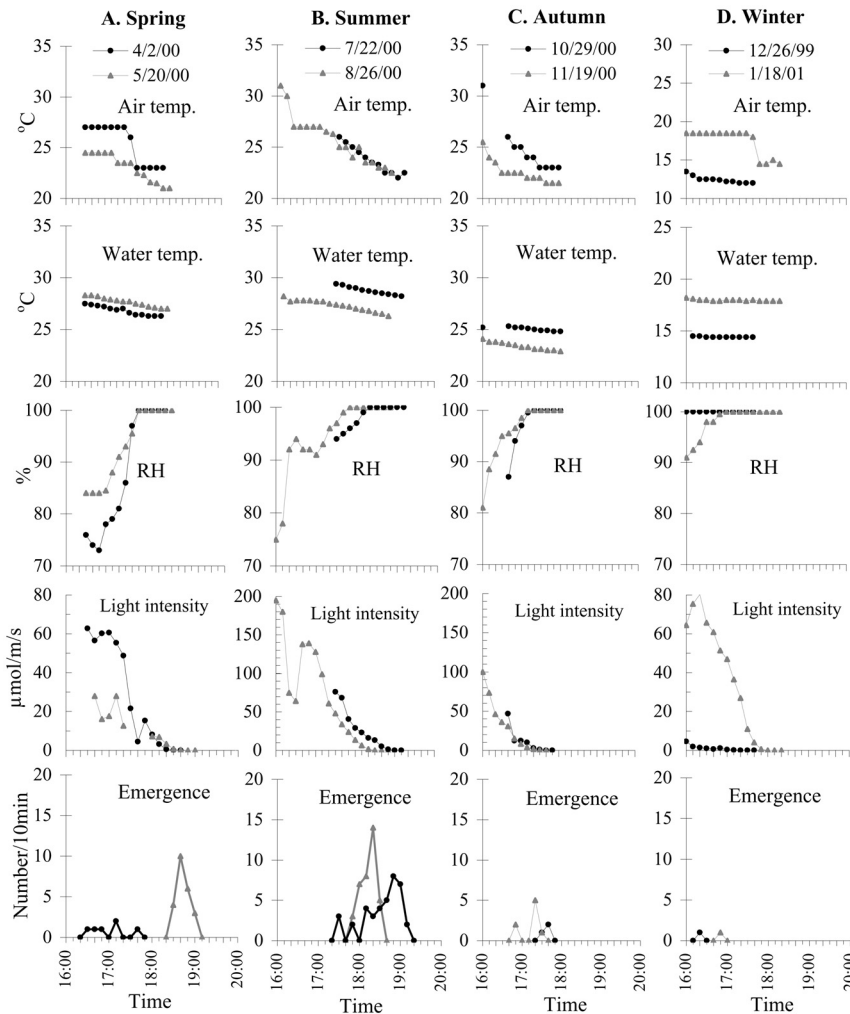 A. Spring B. Summer C. Autumn D. Winter
4/2/00 7/22/00 10/29/00 12/26/99
5/20/00 8/26/00 11/19/00 1/18/01
35 35 35 30
Air temp. Air temp. Air temp. Air temp.
ºC
30 30 30 25
25 25 25 20
15
20 20 20 10
35 35 35 25
Water temp. Water temp. Water temp. Water temp.
ºC
30 30 30 20
25 25 25 15
20 20 20 10
100 100 100 100
%
90 90 90 90
RH RH RH RH
80 80 80 80
70 70 70 70
80 200 200 80
Light intensity Light intensity Light intensity Light intensity
µmol/m/s
60 150 150 60
40 100 100 40
20 50 50 20
0 0 0 0
20 20 20 20
Emergence Emergence Emergence Emergence
Number/10min
15 15 15 15
10 10 10 10
5 5 5 5
0 0 0 0
16:00 17:00 18:00 19:00 20:00 16:00 17:00 18:00 19:00 20:00 16:00 17:00 18:00 19:00 20:00 16:00 17:00 18:00 19:00 20:00
Time Time Time Time